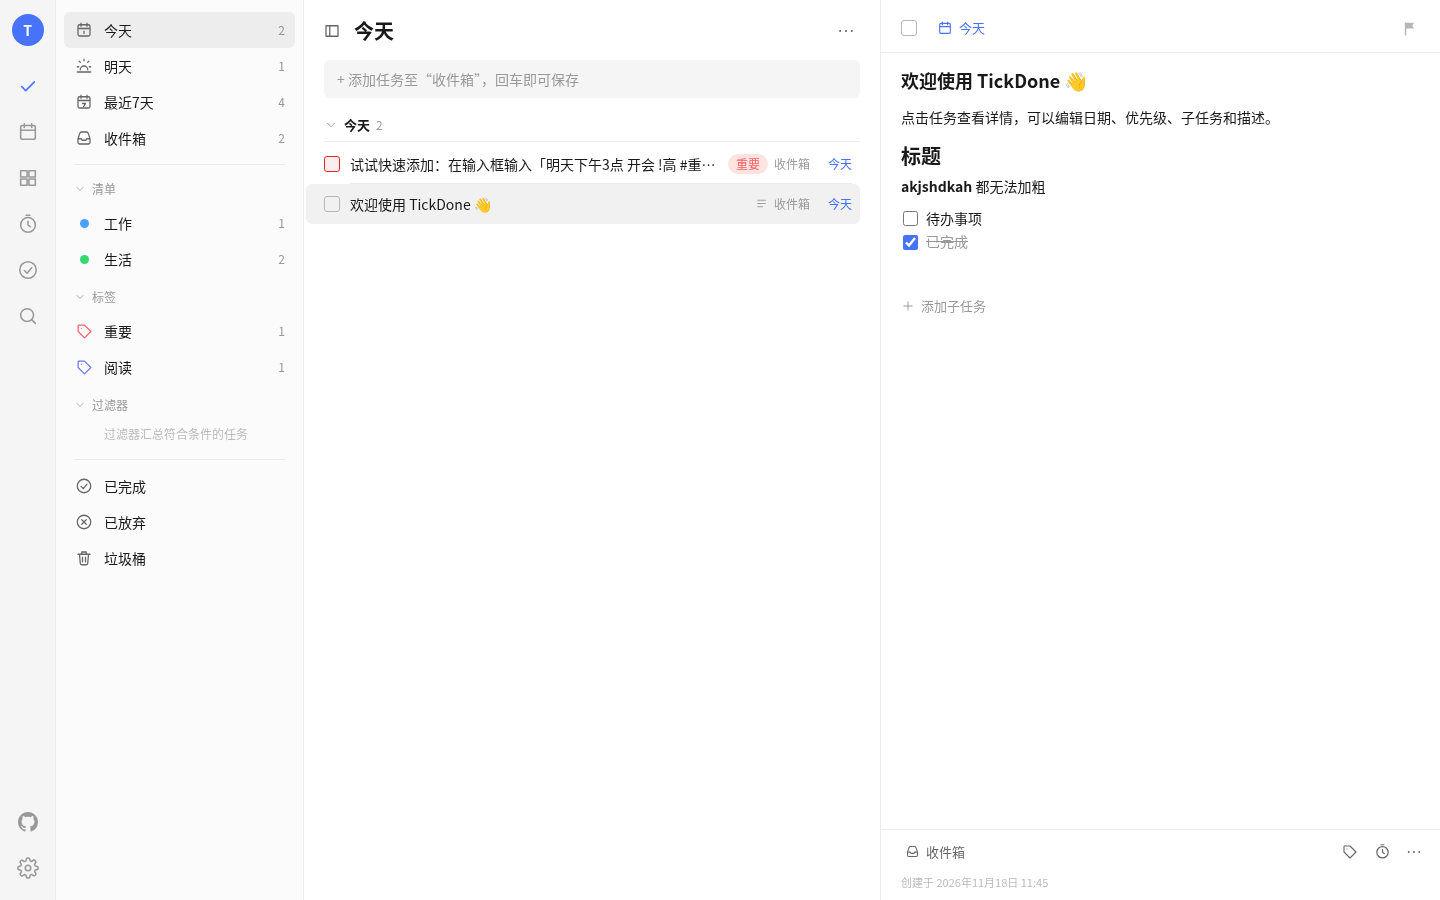 T
今天 2
明天 1
最近7天 4
收件箱 2
清单
工作 1
生活 2
标签
重要 1
阅读 1
过滤器
过滤器汇总符合条件的任务
已完成
已放弃
垃圾桶
今天
+ 添加任务至“收件箱”，回车即可保存
今天 2
试试快速添加：在输入框输入「明天下午3点 开会 !高 #重… 重要 收件箱 今天
欢迎使用 TickDone 👋 收件箱 今天
今天
欢迎使用 TickDone 👋
点击任务查看详情，可以编辑日期、优先级、子任务和描述。
标题
akjshdkah 都无法加粗
待办事项
已完成
添加子任务
收件箱
创建于 2026年11月18日 11:45